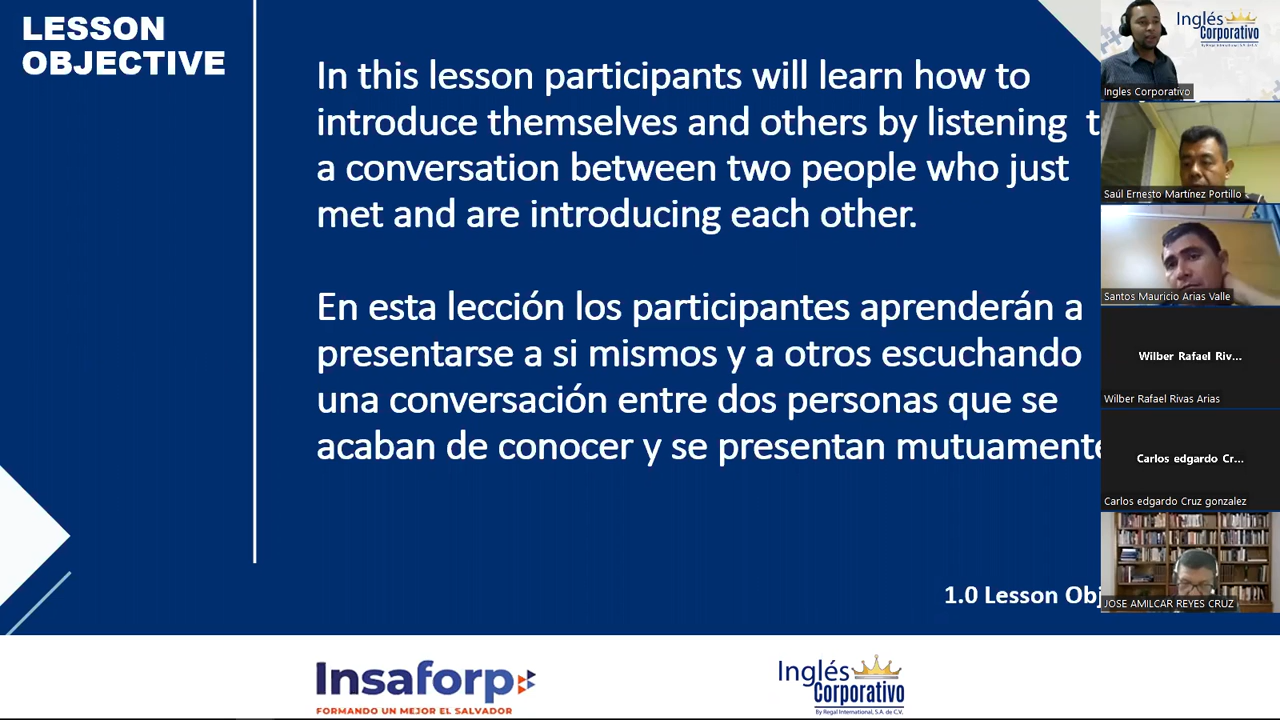 LESSON
OBJECTIVE
In this lesson participants will learn how to
introduce themselves and others by listening t
a conversation between two people who just
met and are introducing each other.
En esta lección los participantes aprenderán a
presentarse a si mismos y a otros escuchando
una conversación entre dos personas que se
acaban de conocer y se presentan mutuamente
1.0 Lesson Obj
Insaforp
FORMANDO UN MEJOR EL SALVADOR
Inglés
Corporativo
By Regal International, S.A. de C.V.
Inglés
Corporativo
Ingles Corporativo
Saúl Ernesto Martínez Portillo
Santos Mauricio Arias Valle
Wilber Rafael Riv...
Wilber Rafael Rivas Arias
Carlos edgardo Cr...
Carlos edgardo Cruz gonzalez
JOSE AMILCAR REYES CRUZ